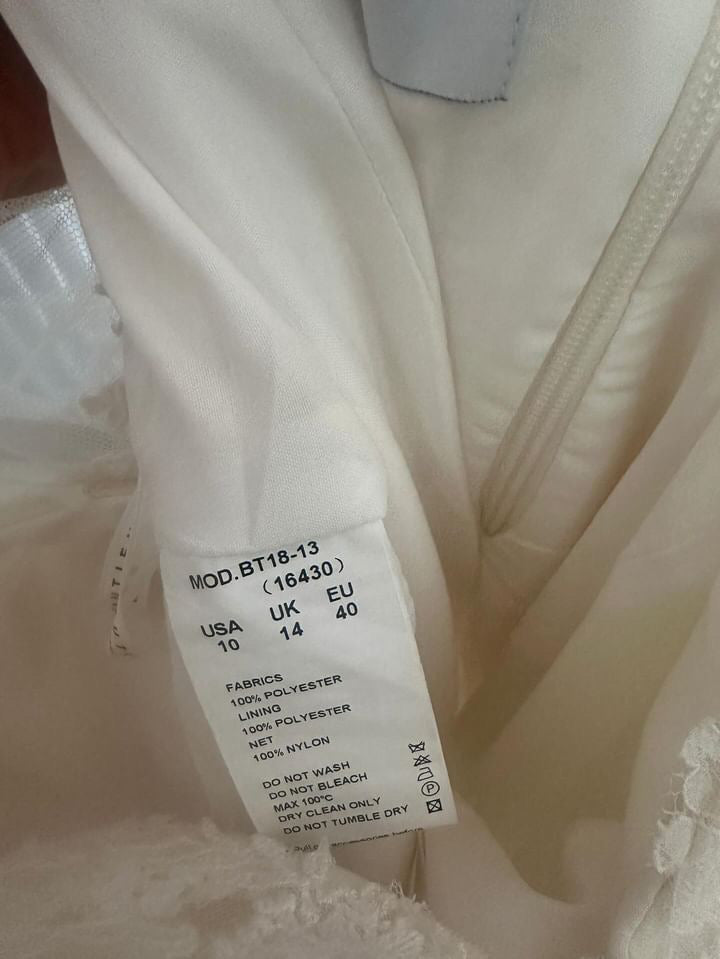 MOD.BT18-13
(16430)
USA UK EU
10 14 40
FABRICS
100% POLYESTER
LINING
100% POLYESTER
NET
100% NYLON
DO NOT WASH
DO NOT BLEACH
MAX 100°C
DRY CLEAN ONLY
DO NOT TUMBLE DRY
P